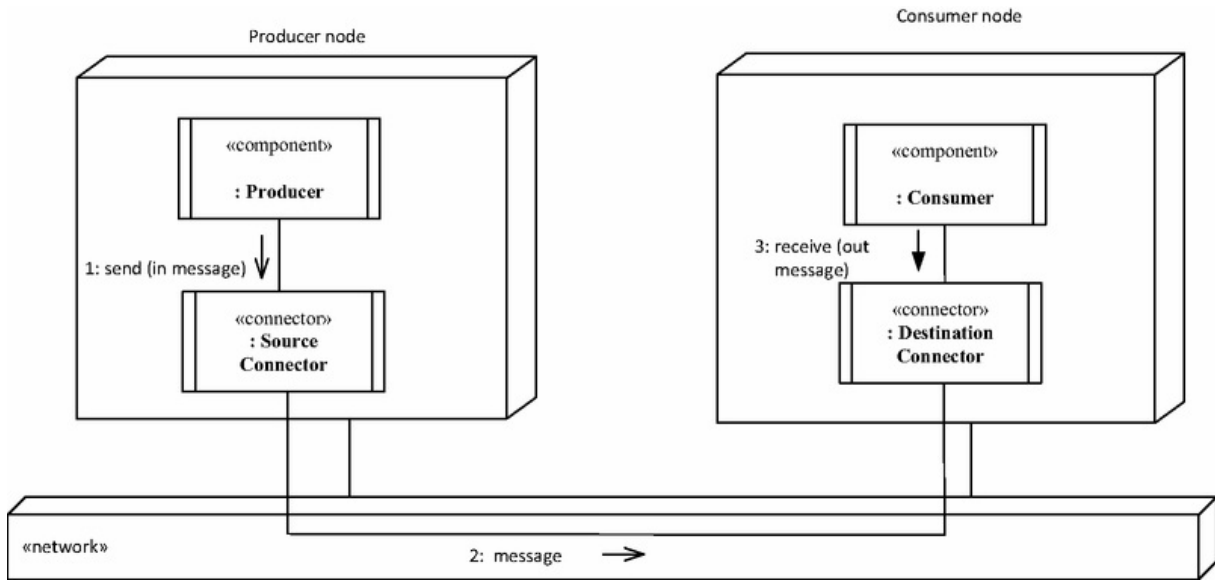 Producer node
Consumer node
«component»
: Producer
«component»
: Consumer
1: send (in message)
3: receive (out
message)
«connector»
: Source
Connector
«connector»
: Destination
Connector
«network»
2: message